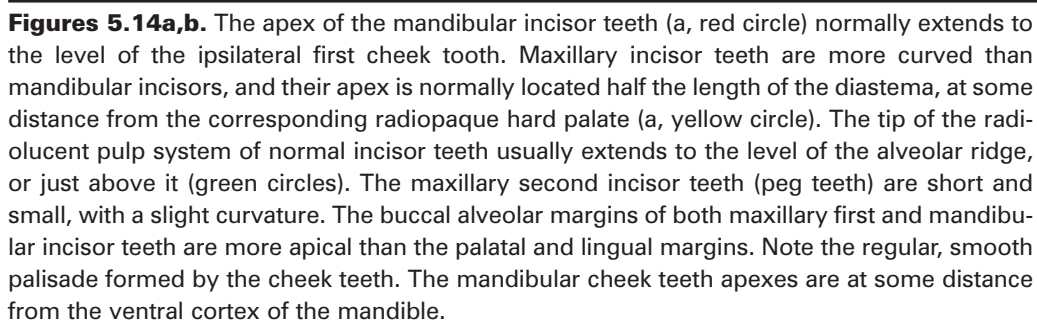 Figures 5.14a,b. The apex of the mandibular incisor teeth (a, red circle) normally extends to
the level of the ipsilateral first cheek tooth. Maxillary incisor teeth are more curved than
mandibular incisors, and their apex is normally located half the length of the diastema, at some
distance from the corresponding radiopaque hard palate (a, yellow circle). The tip of the radi-
olucent pulp system of normal incisor teeth usually extends to the level of the alveolar ridge,
or just above it (green circles). The maxillary second incisor teeth (peg teeth) are short and
small, with a slight curvature. The buccal alveolar margins of both maxillary first and mandibu-
lar incisor teeth are more apical than the palatal and lingual margins. Note the regular, smooth
palisade formed by the cheek teeth. The mandibular cheek teeth apexes are at some distance
from the ventral cortex of the mandible.